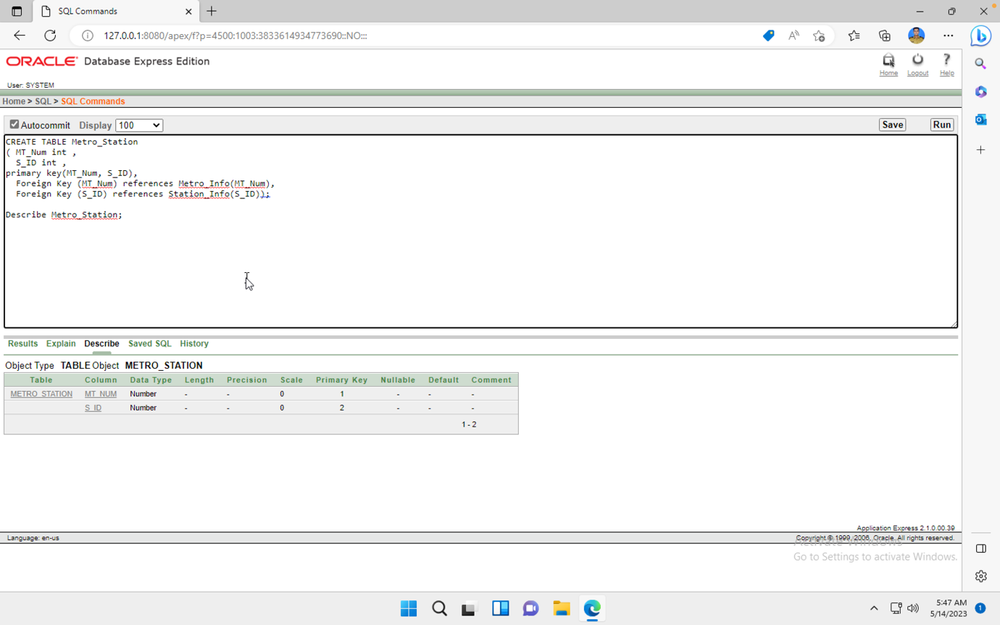 SQL Commands
127.0.0.1:8080/apex/f?p=4500:1003:3833614934773690::NO:::
ORACLE® Database Express Edition
Home Logout Help
User: SYSTEM
Home > SQL > SQL Commands
Autocommit Display 100 Save Run
CREATE TABLE Metro_Station
( MT_Num int ,
S_ID int ,
primary key(MT_Num, S_ID),
Foreign Key (MT_Num) references Metro_Info(MT_Num),
Foreign Key (S_ID) references Station_Info(S_ID));
Describe Metro_Station;
Results Explain Describe Saved SQL History
Object Type TABLE Object METRO_STATION
Table Column Data Type Length Precision Scale Primary Key Nullable Default Comment
METRO_STATION MT_NUM Number - - 0 1 - - -
S_ID Number - - 0 2 - - -
1 - 2
Application Express 2.1.0.00.39
Language: en-us Copyright © 1999, 2006, Oracle. All rights reserved.
Activate Windows
Go to Settings to activate Windows.
5:47 AM
5/14/2023 1